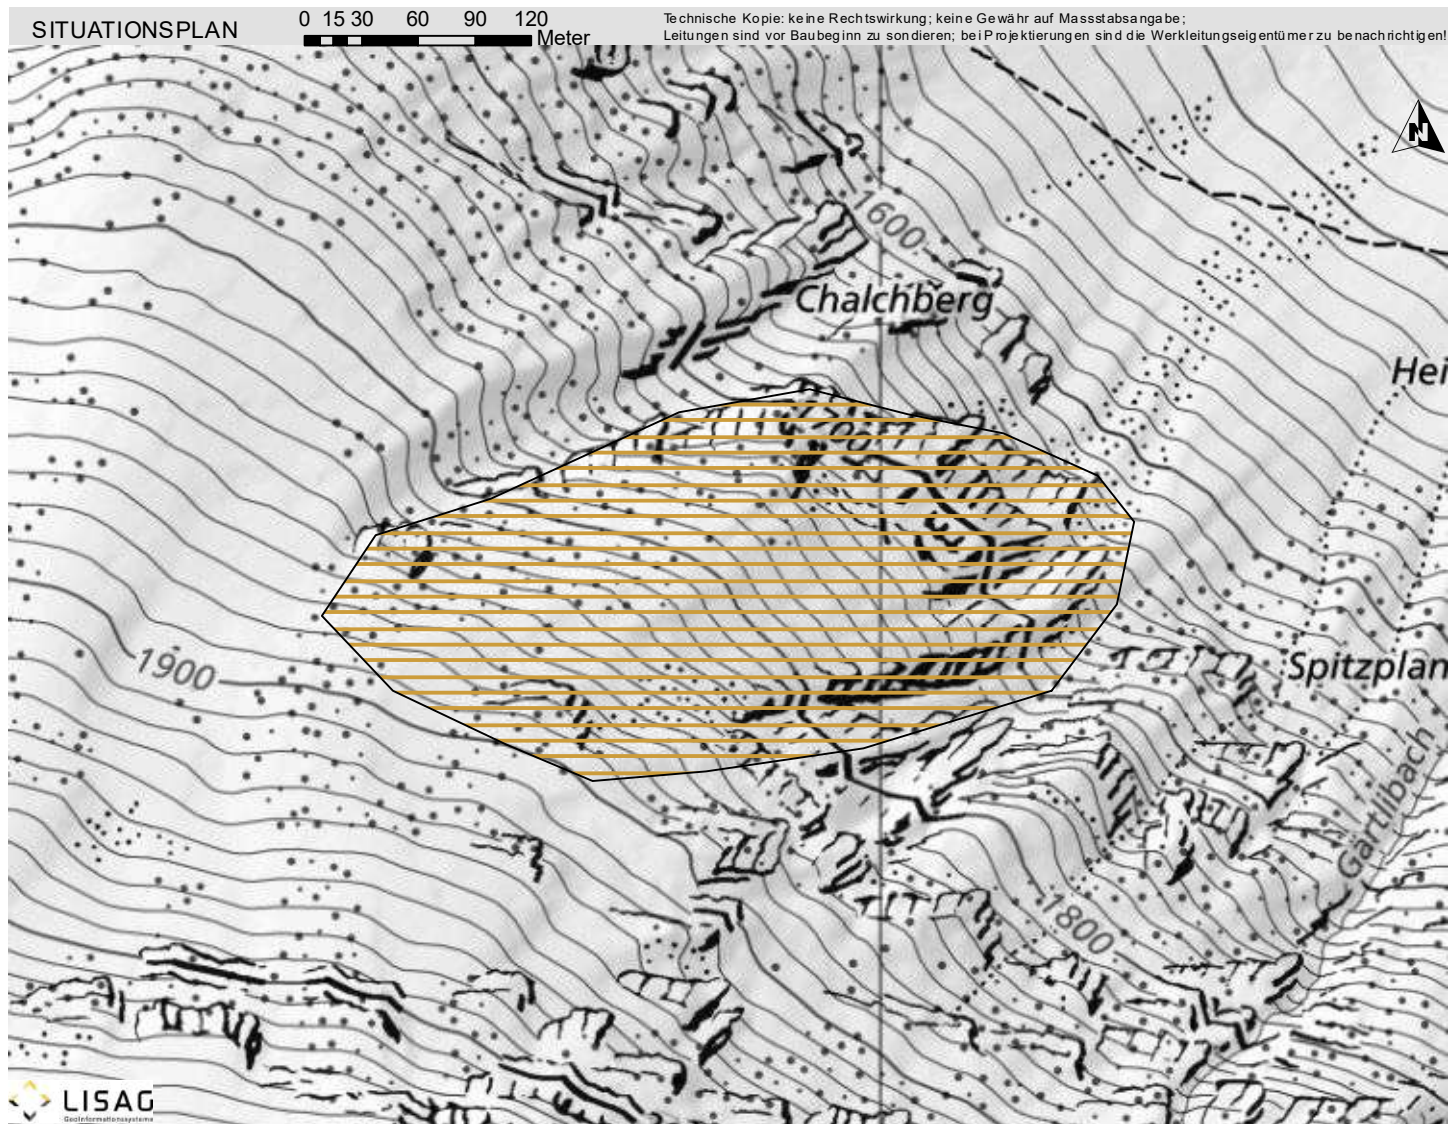 SITUATIONSPLAN
0 15 30 60 90 120
Meter
Technische Kopie: keine Rechtswirkung; keine Gewähr auf Massstabsangabe;
Leitungen sind vor Baubeginn zu sondieren; bei Projektierungen sind die Werkleitungseigentümer zu benachrichtigen!
N
1600
Chalchberg
Hei
1900
Spitzplan
Gärtlibach
1800
LISAG
Geoinformationssysteme